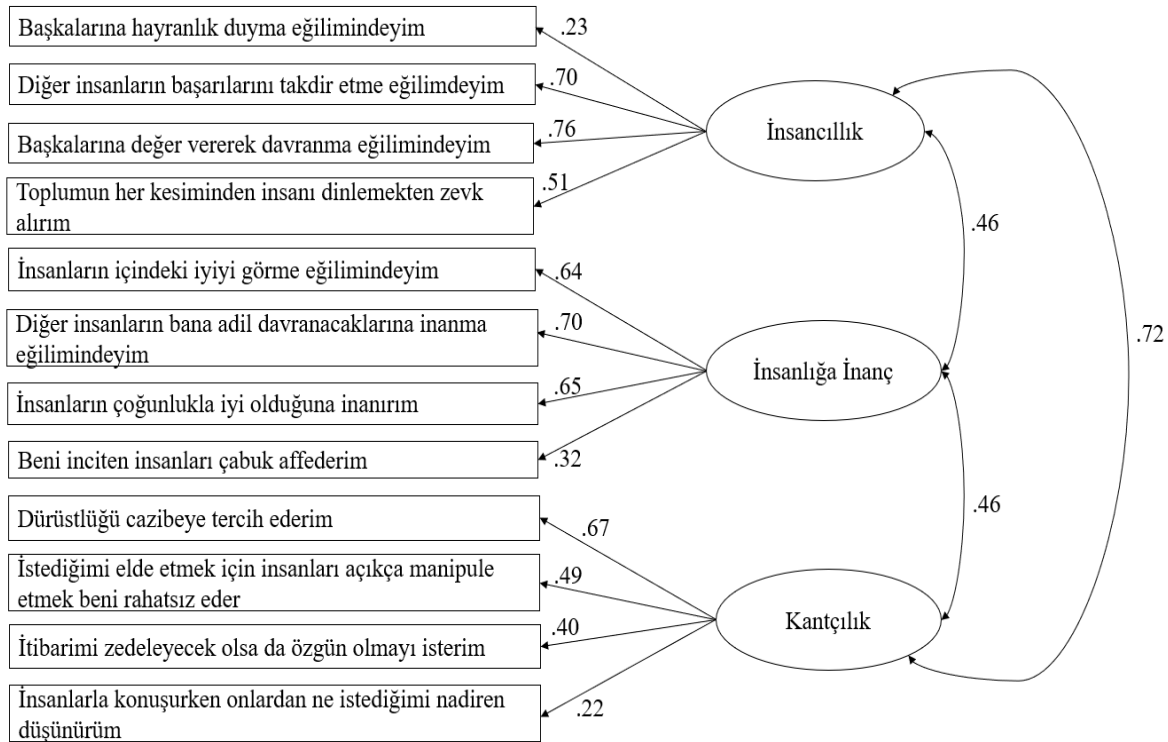 Başkalarına hayranlık duyma eğilimindeyim
.23
Diğer insanların başarılarını takdir etme eğilimdeyim
.70
Başkalarına değer vererek davranma eğilimindeyim
.76
Toplumun her kesiminden insanı dinlemekten zevk
alırım
.51
İnsancıllık
.46
İnsanların içindeki iyiyi görme eğilimindeyim
.64
Diğer insanların bana adil davranacaklarına inanma
eğilimindeyim
.70
İnsanların çoğunlukla iyi olduğuna inanırım
.65
Beni inciten insanları çabuk affederim
.32
İnsanlığa İnanç
.72
.46
Dürüstlüğü cazibeye tercih ederim
.67
İstediğimi elde etmek için insanları açıkça manipule
etmek beni rahatsız eder
.49
İtibarimi zedeleyecek olsa da özgün olmayı isterim
.40
İnsanlarla konuşurken onlardan ne istediğimi nadiren
düşünürüm
.22
Kantçılık